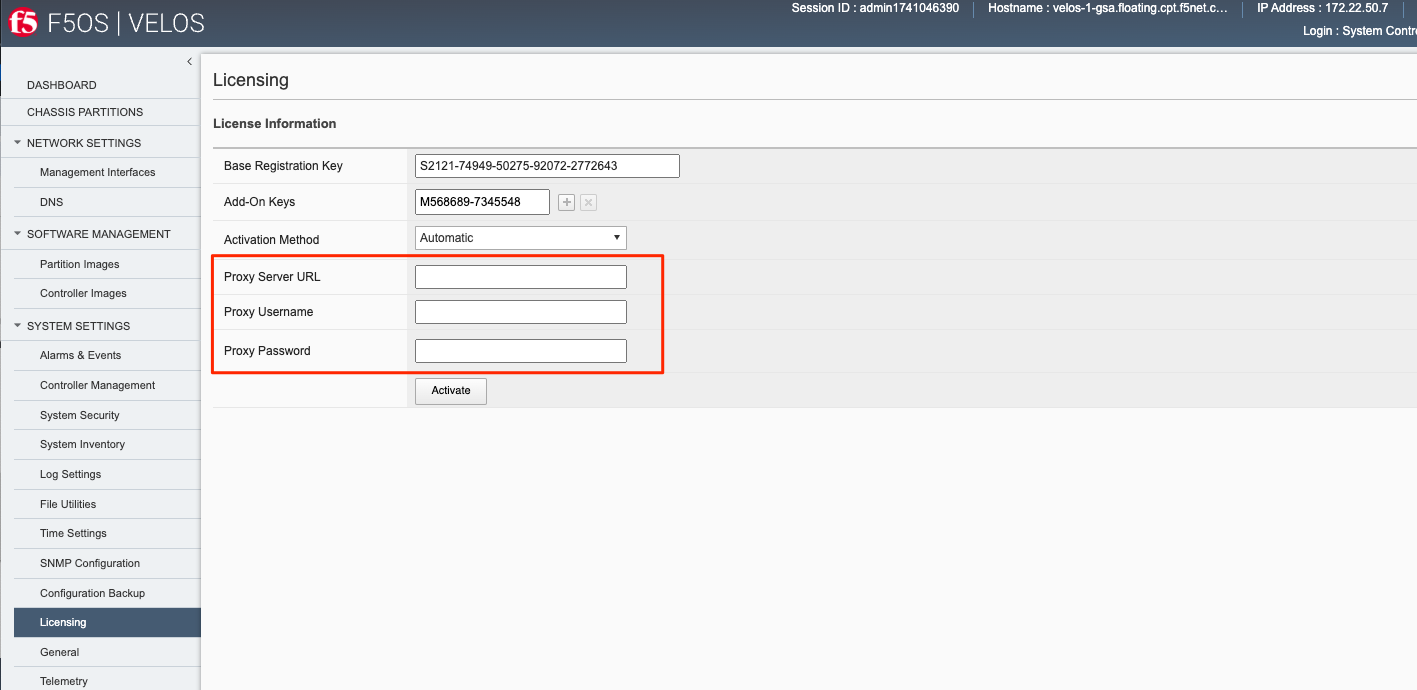 f5 F5OS | VELOS
Session ID : admin1741046390 Hostname : velos-1-gsa.floating.cpt.f5net.c... IP Address : 172.22.50.7
Login : System Contro
DASHBOARD
CHASSIS PARTITIONS
NETWORK SETTINGS
Management Interfaces
DNS
SOFTWARE MANAGEMENT
Partition Images
Controller Images
SYSTEM SETTINGS
Alarms & Events
Controller Management
System Security
System Inventory
Log Settings
File Utilities
Time Settings
SNMP Configuration
Configuration Backup
Licensing
General
Telemetry
Licensing
License Information
Base Registration Key S2121-74949-50275-92072-2772643
Add-On Keys M568689-7345548
Activation Method Automatic
Proxy Server URL
Proxy Username
Proxy Password
Activate